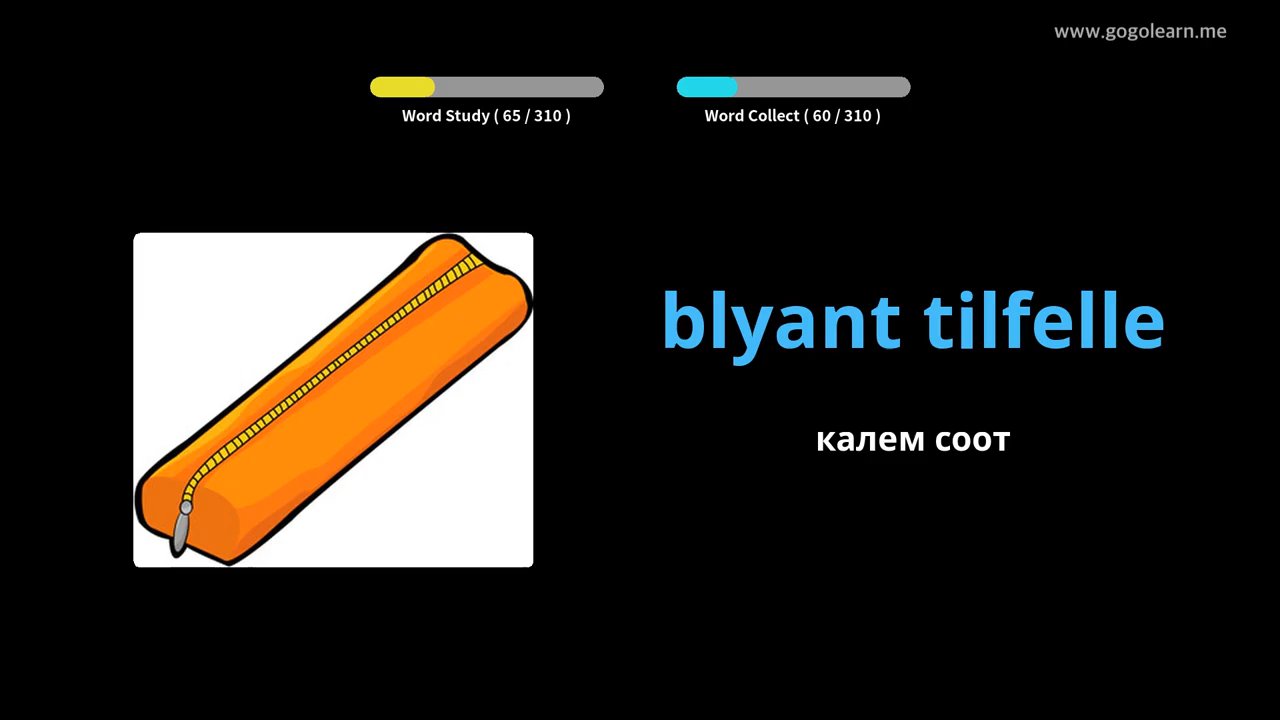 www.gogolearn.me
Word Study ( 65 / 310 )
Word Collect ( 60 / 310 )
blyant tilfelle
калем соот